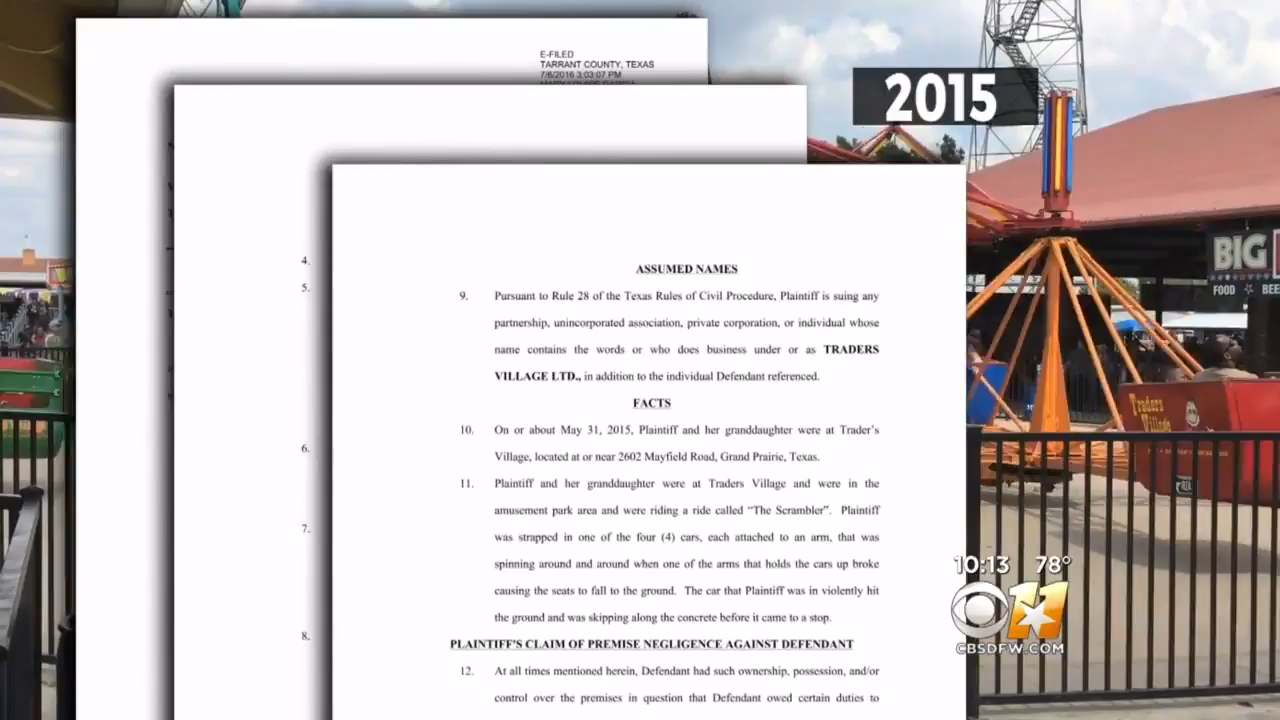 E-FILED
TARRANT COUNTY, TEXAS
7/6/2016 3:03:07 PM
2015
4.
5.
6.
7.
8.
ASSUMED NAMES
9. Pursuant to Rule 28 of the Texas Rules of Civil Procedure, Plaintiff is suing any
partnership, unincorporated association, private corporation, or individual whose
name contains the words or who does business under or as TRADERS
VILLAGE LTD., in addition to the individual Defendant referenced.
FACTS
10. On or about May 31, 2015, Plaintiff and her granddaughter were at Trader's
Village, located at or near 2602 Mayfield Road, Grand Prairie, Texas.
11. Plaintiff and her granddaughter were at Traders Village and were in the
amusement park area and were riding a ride called “The Scrambler”. Plaintiff
was strapped in one of the four (4) cars, each attached to an arm, that was
spinning around and around when one of the arms that holds the cars up broke
causing the seats to fall to the ground. The car that Plaintiff was in violently hit
the ground and was skipping along the concrete before it came to a stop.
PLAINTIFF'S CLAIM OF PREMISE NEGLIGENCE AGAINST DEFENDANT
12. At all times mentioned herein, Defendant had such ownership, possession, and/or
control over the premises in question that Defendant owed certain duties to
BIG
FOOD
Traders
Village
10:13 78°
11
CBSDFW.COM